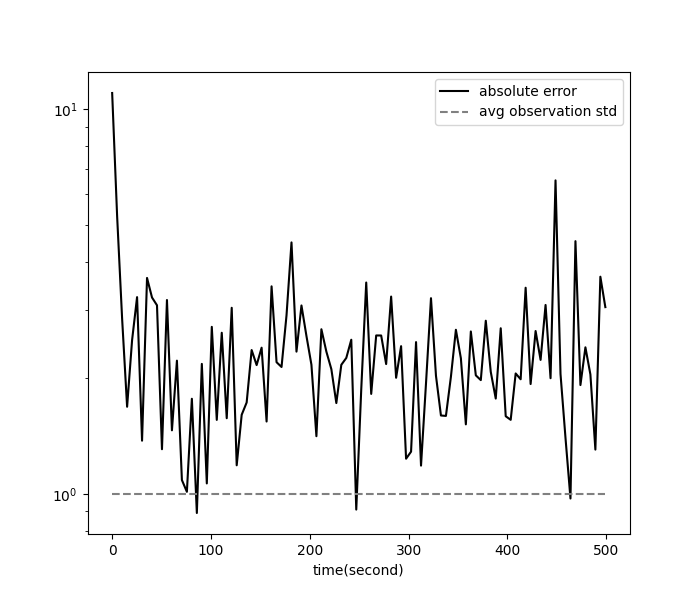 absolute error
avg observation std
10¹
10⁰
0 100 200 300 400 500
time(second)